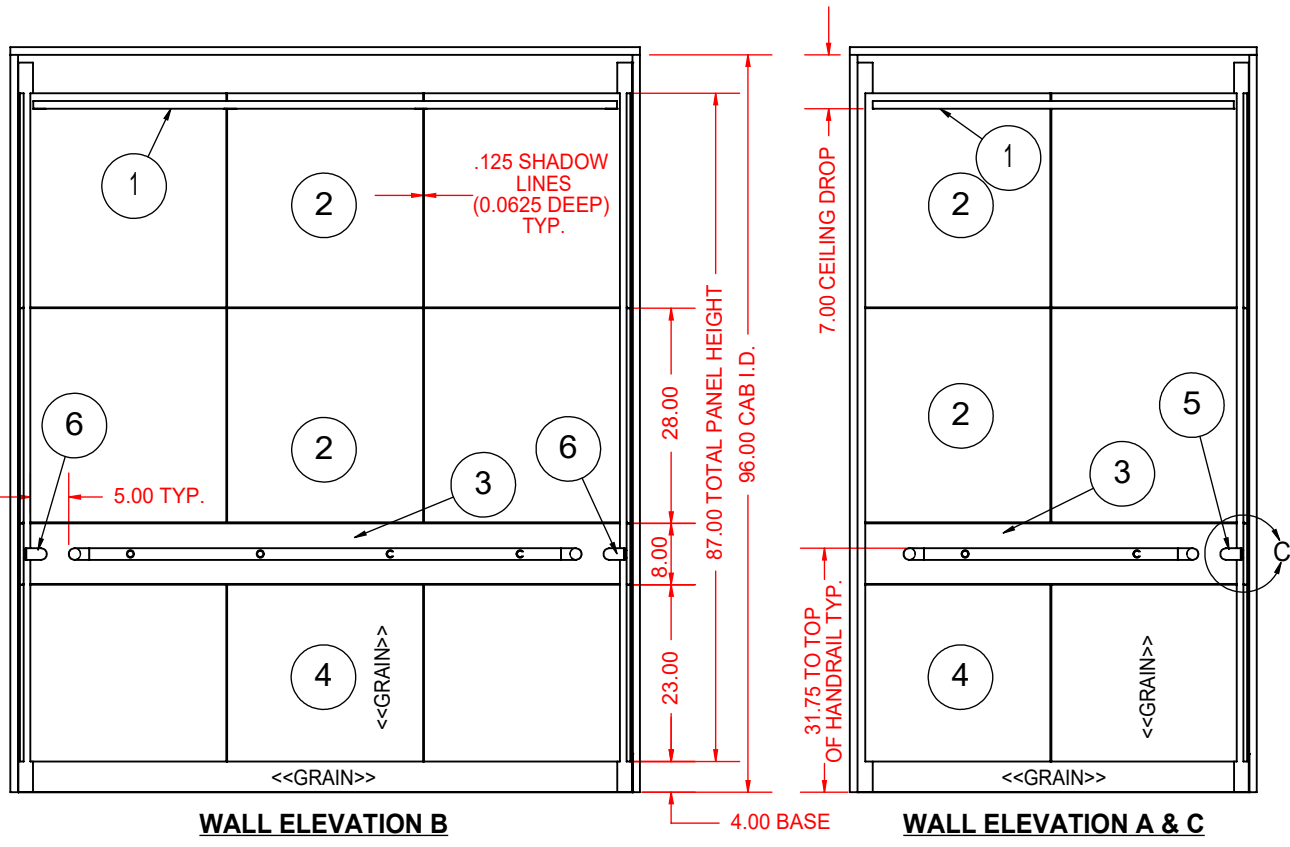 1
2
.125 SHADOW
LINES
(0.0625 DEEP)
TYP.
6
2
3
6
5.00 TYP.
4
<<GRAIN>>
<<GRAIN>>
28.00
8.00
23.00
87.00 TOTAL PANEL HEIGHT
96.00 CAB I.D.
4.00 BASE
WALL ELEVATION B
7.00 CEILING DROP
1
2
2
5
3
C
31.75 TO TOP
OF HANDRAIL TYP.
4
<<GRAIN>>
<<GRAIN>>
WALL ELEVATION A & C